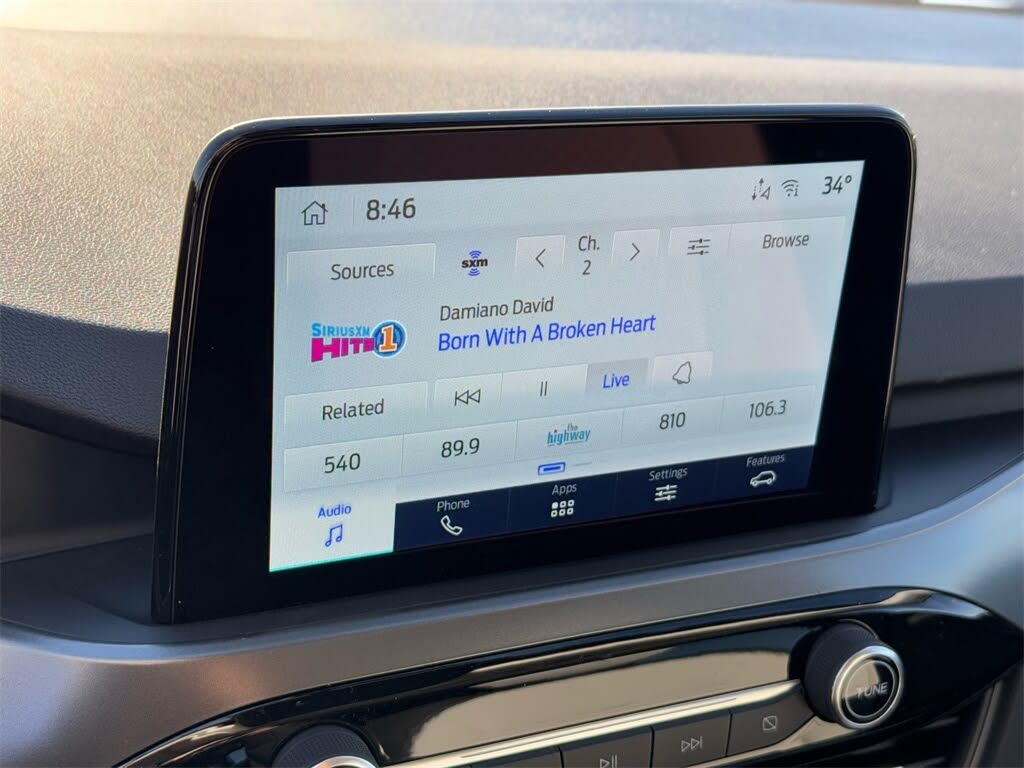 8:46
34°
Sources
sxm
Ch.
2
Browse
Damiano David
Born With A Broken Heart
SIRIUSXM
HITS 1
Related
Live
540
89.9
the
highway
810
106.3
Audio
Phone
Apps
Settings
Features
TUNE